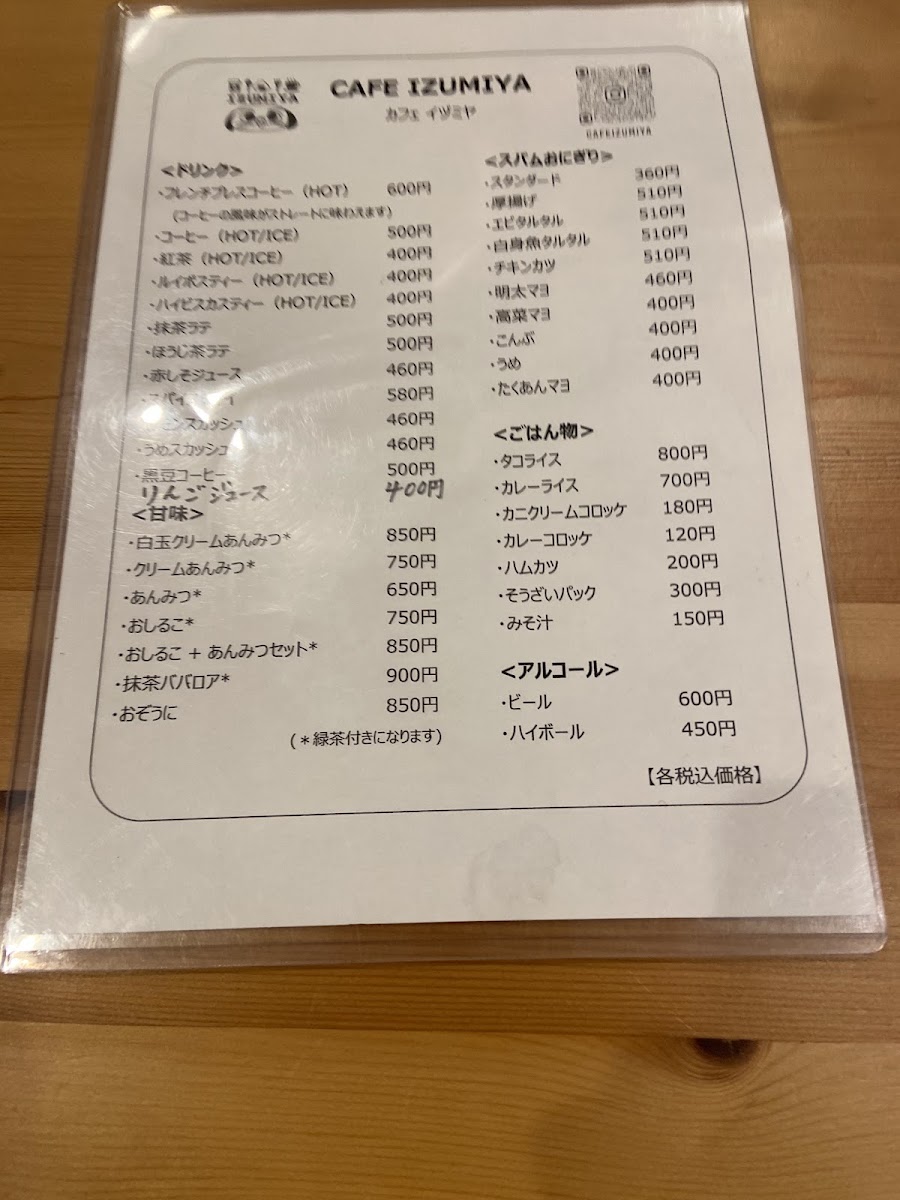 IZUMIYA
CAFE IZUMIYA
カフェ イヅミヤ
CAFEIZUMIYA
<ドリンク>
・フレンチプレスコーヒー（HOT） 600円
（コーヒーの風味がストレートに味わえます）
・コーヒー（HOT/ICE） 500円
・紅茶（HOT/ICE） 400円
・ルイボスティー（HOT/ICE） 400円
・ハイビスカスティー（HOT/ICE） 400円
・抹茶ラテ 500円
・ほうじ茶ラテ 500円
・赤しそジュース 460円
580円
ンスカッシュ 460円
・うめスカッシュ 460円
・黒豆コーヒー 500円
りんごジュース 400円
<甘味>
・白玉クリームあんみつ* 850円
・クリームあんみつ* 750円
・あんみつ* 650円
・おしるこ* 750円
・おしるこ + あんみつセット* 850円
・抹茶ババロア* 900円
・おぞうに 850円
(＊緑茶付きになります)
<スパムおにぎり>
・スタンダード 360円
・厚揚げ 510円
・エビタルタル 510円
・白身魚タルタル 510円
・チキンカツ 510円
・明太マヨ 460円
・高菜マヨ 400円
・こんぶ 400円
・うめ 400円
・たくあんマヨ 400円
<ごはん物>
・タコライス 800円
・カレーライス 700円
・カニクリームコロッケ 180円
・カレーコロッケ 120円
・ハムカツ 200円
・そうざいパック 300円
・みそ汁 150円
<アルコール>
・ビール 600円
・ハイボール 450円
【各税込価格】